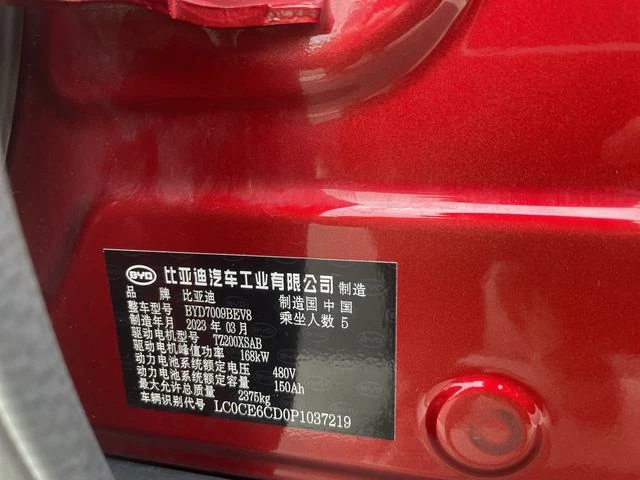 BYD 比亚迪汽车工业有限公司 制造
品 牌 比亚迪 制造国 中国
整车型号 BYD7009BEV8 乘坐人数 5
制造年月 2023 年 03 月
驱动电机型号 TZ200XSAB
驱动电机峰值功率 168kW
动力电池系统额定电压 480V
动力电池系统额定容量 150Ah
最大允许总质量 2375kg
车辆识别代号 LC0CE6CD0P1037219